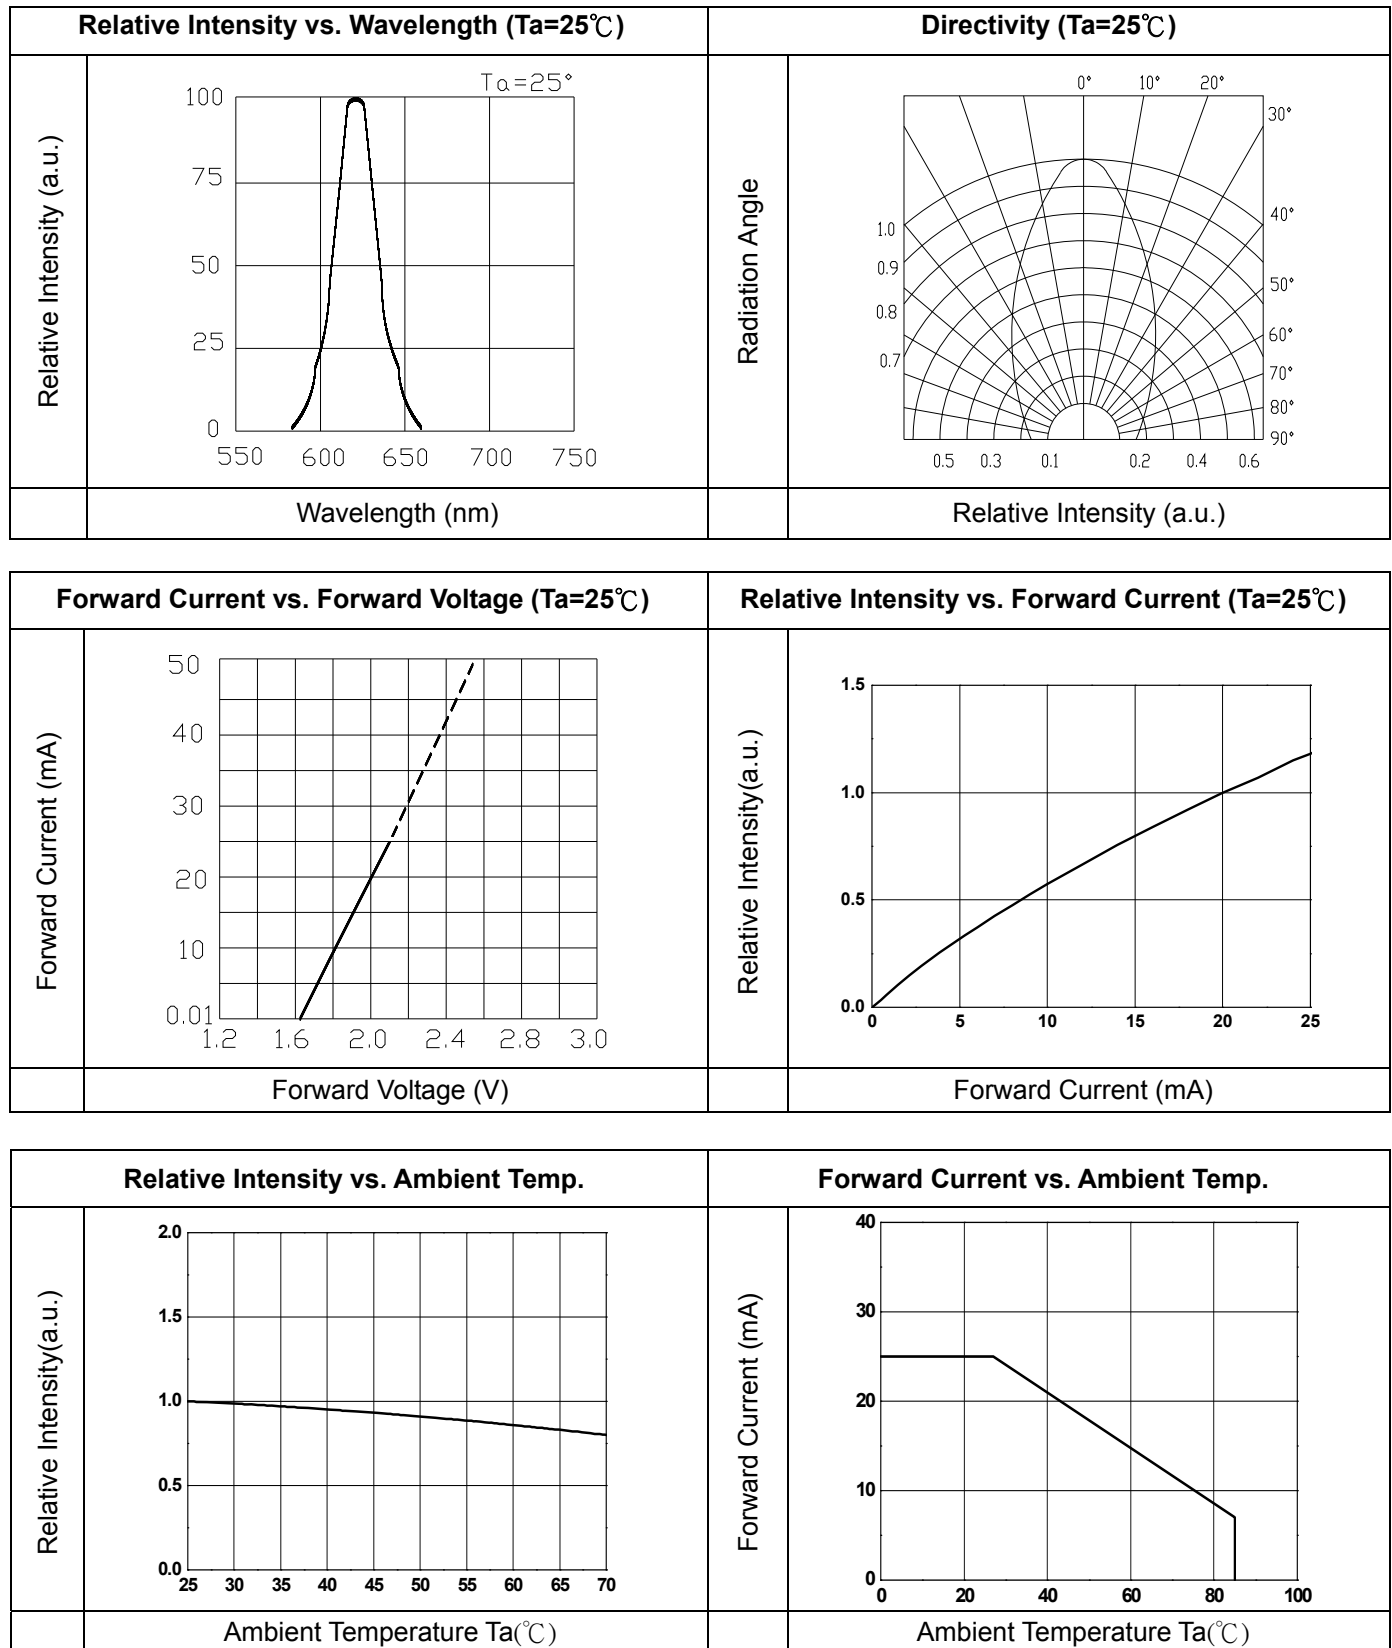 Relative Intensity vs. Wavelength (Ta=25℃)
Directivity (Ta=25℃)
Relative Intensity (a.u.)
Ta=25°
100
75
50
25
0
550 600 650 700 750
Wavelength (nm)
Radiation Angle
0° 10° 20°
30°
40°
50°
60°
70°
80°
90°
1.0
0.9
0.8
0.7
0.5 0.3 0.1 0.2 0.4 0.6
Relative Intensity (a.u.)
Forward Current vs. Forward Voltage (Ta=25℃)
Relative Intensity vs. Forward Current (Ta=25℃)
Forward Current (mA)
50
40
30
20
10
0.01
1.2 1.6 2.0 2.4 2.8 3.0
Forward Voltage (V)
Relative Intensity(a.u.)
1.5
1.0
0.5
0.0
0 5 10 15 20 25
Forward Current (mA)
Relative Intensity vs. Ambient Temp.
Forward Current vs. Ambient Temp.
Relative Intensity(a.u.)
2.0
1.5
1.0
0.5
0.0
25 30 35 40 45 50 55 60 65 70
Ambient Temperature Ta(℃)
Forward Current (mA)
40
30
20
10
0
0 20 40 60 80 100
Ambient Temperature Ta(℃)